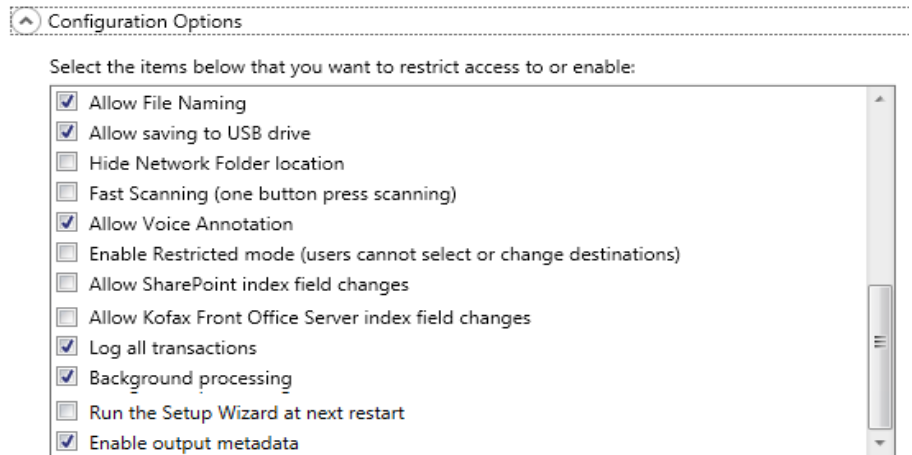 Configuration Options
Select the items below that you want to restrict access to or enable:
Allow File Naming
Allow saving to USB drive
Hide Network Folder location
Fast Scanning (one button press scanning)
Allow Voice Annotation
Enable Restricted mode (users cannot select or change destinations)
Allow SharePoint index field changes
Allow Kofax Front Office Server index field changes
Log all transactions
Background processing
Run the Setup Wizard at next restart
Enable output metadata